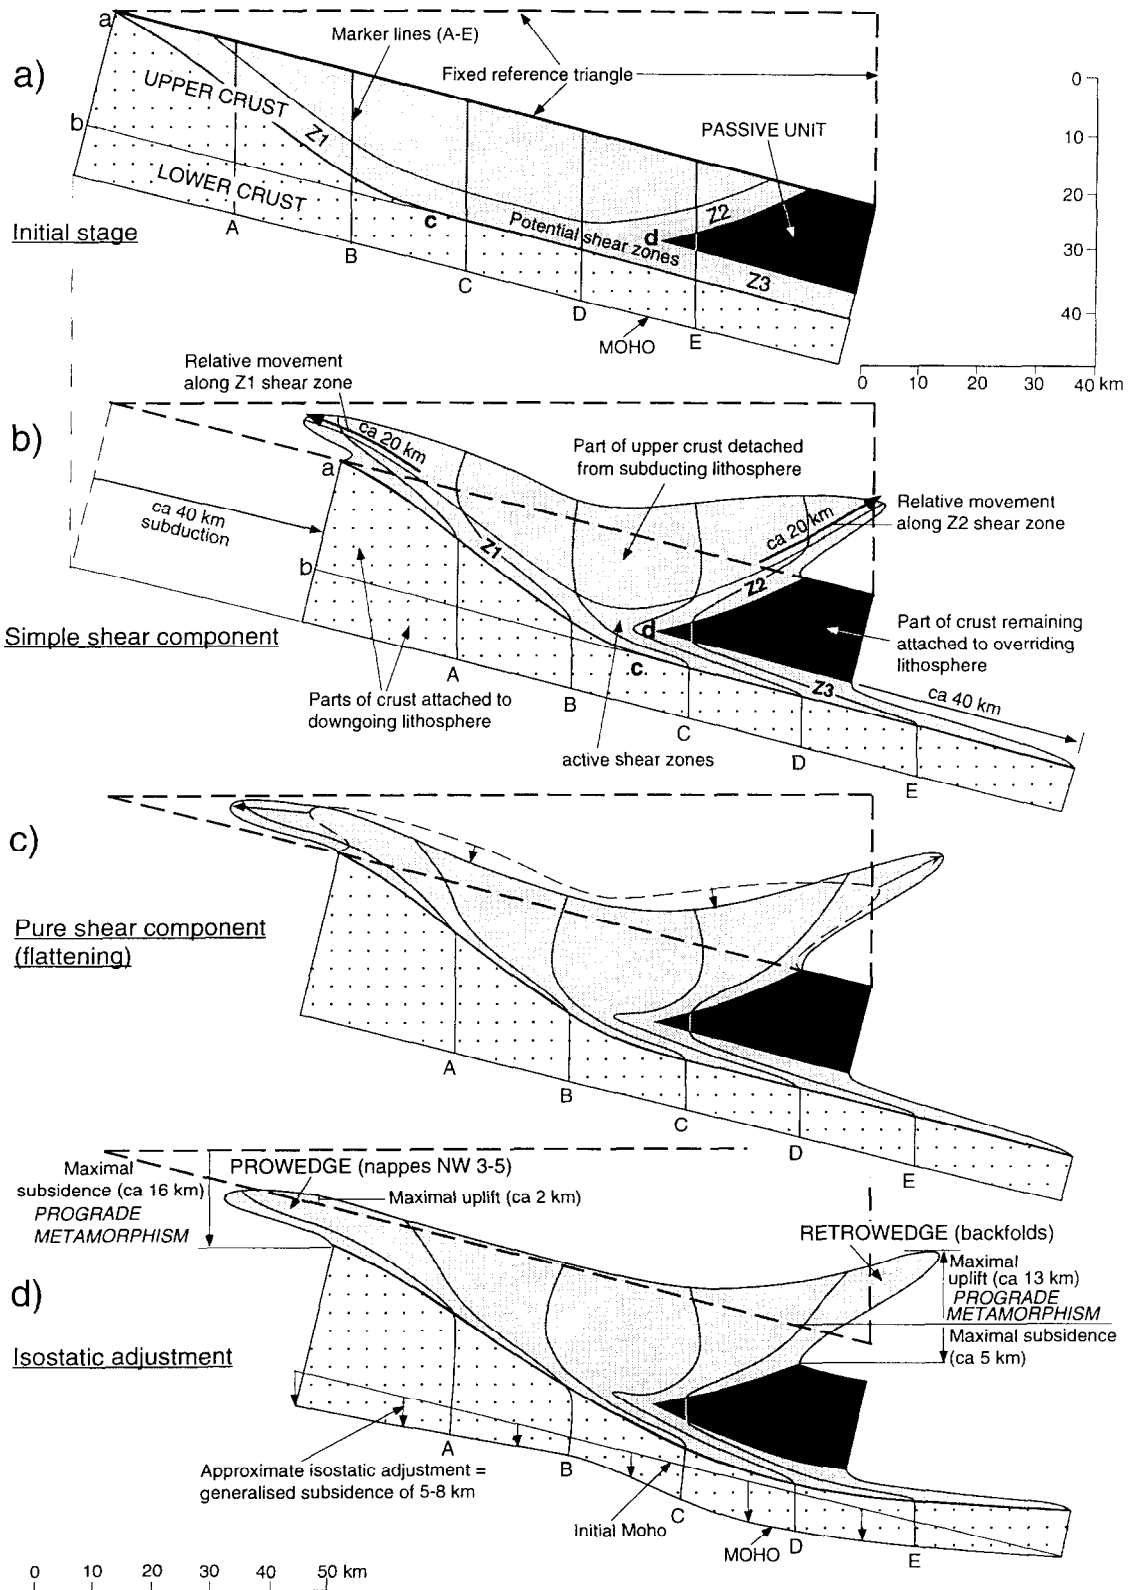 a)
a
Marker lines (A-E)
Fixed reference triangle
UPPER CRUST
PASSIVE UNIT
b
Z1
LOWER CRUST
c
Potential shear zones
d
Z2
Z3
Initial stage
A
B
C
D
E
MOHO
0
10
20
30
40
0 10 20 30 40 km
b)
Relative movement
along Z1 shear zone
ca 20 km
Part of upper crust detached
from subducting lithosphere
a
ca 40 km
subduction
Z1
ca 20 km
Relative movement
along Z2 shear zone
b
Z2
d
c
Z3
Simple shear component
Part of crust remaining
attached to overriding
lithosphere
ca 40 km
Parts of crust attached to
downgoing lithosphere
active shear zones
A
B
C
D
E
c)
Pure shear component
(flattening)
A
B
C
D
E
Maximal
subsidence (ca 16 km)
PROGRADE
METAMORPHISM
PROWEDGE (nappes NW 3-5)
Maximal uplift (ca 2 km)
RETROWEDGE (backfolds)
Maximal
uplift (ca 13 km)
PROGRADE
METAMORPHISM
Maximal subsidence
(ca 5 km)
d)
Isostatic adjustment
Approximate isostatic adjustment =
generalised subsidence of 5-8 km
Initial Moho
MOHO
A
B
C
D
E
0 10 20 30 40 50 km